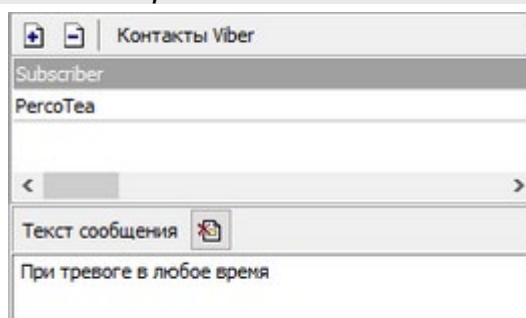 Контакты Viber
Subscriber
PercoTea
Текст сообщения
При тревоге в любое время